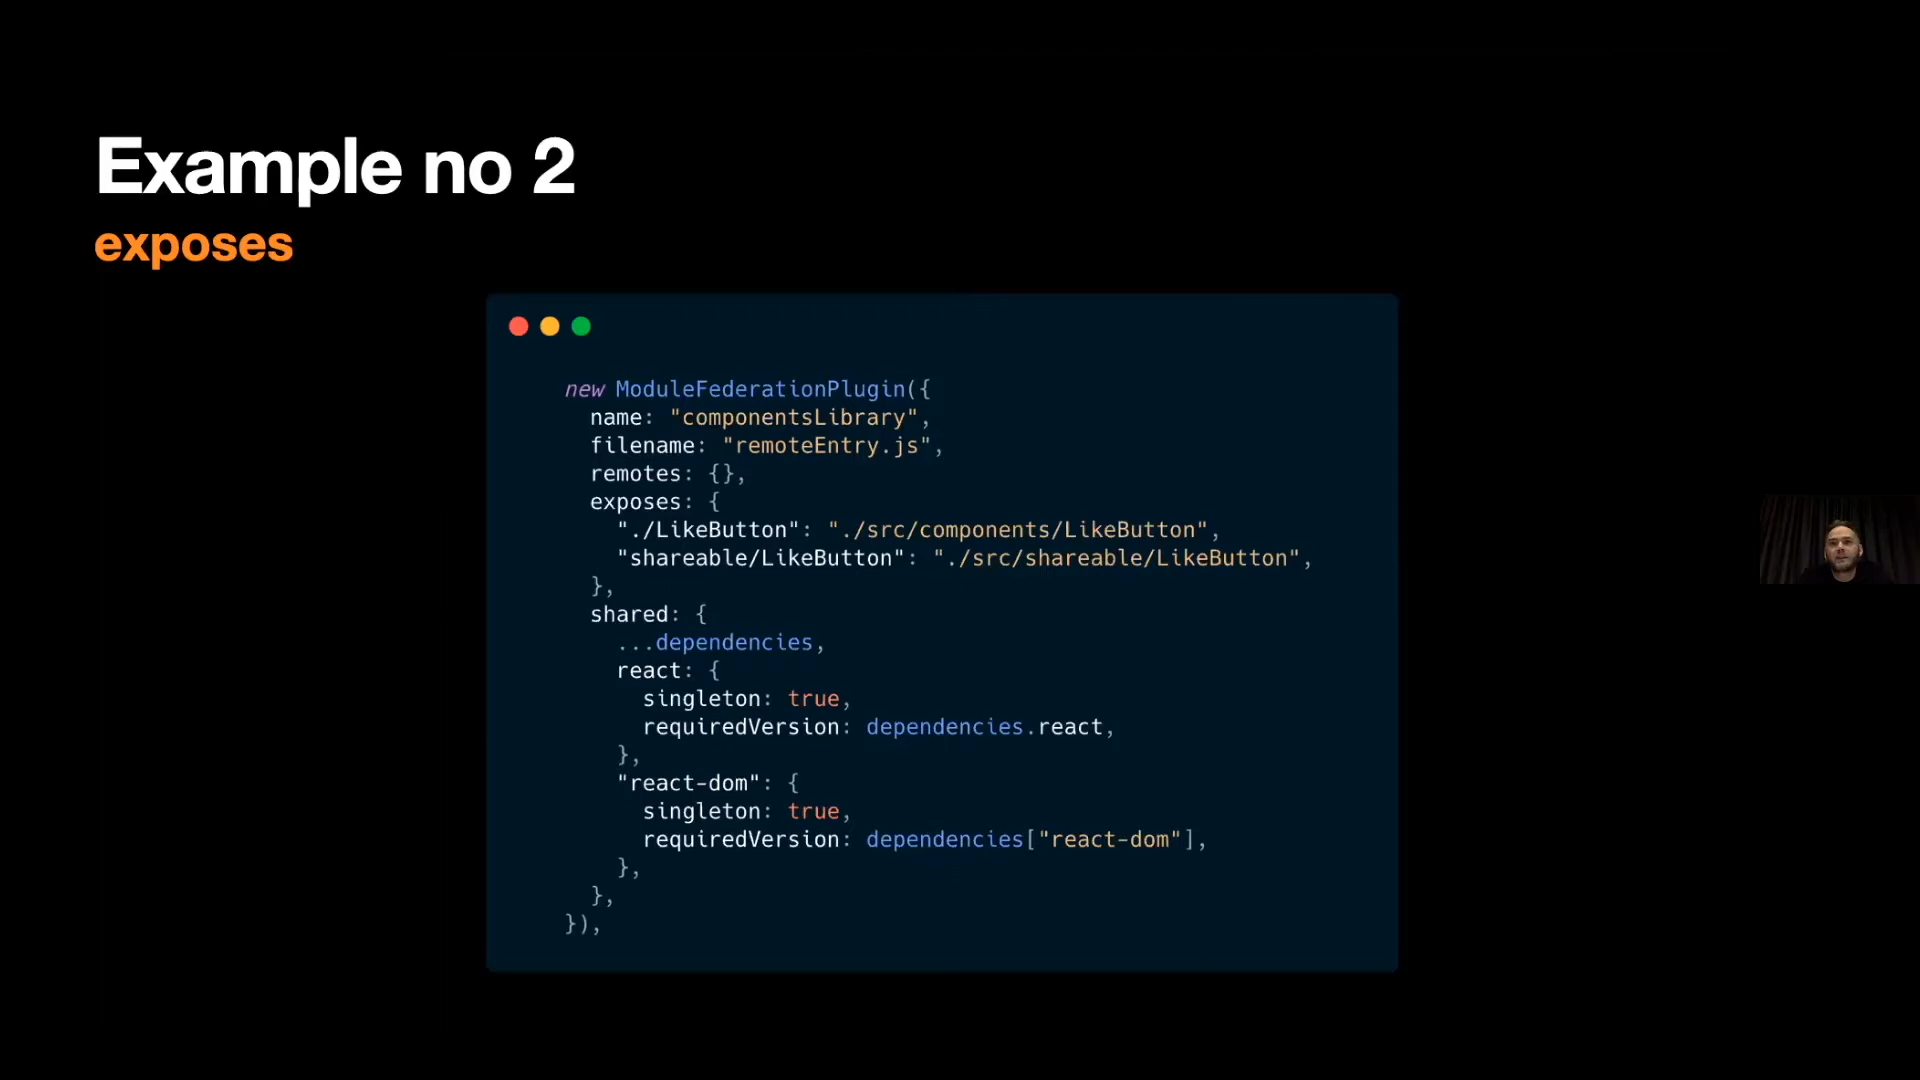 Example no 2
exposes
new ModuleFederationPlugin({
  name: "componentsLibrary",
  filename: "remoteEntry.js",
  remotes: {},
  exposes: {
    "./LikeButton": "./src/components/LikeButton",
    "shareable/LikeButton": "./src/shareable/LikeButton",
  },
  shared: {
    ...dependencies,
    react: {
      singleton: true,
      requiredVersion: dependencies.react,
    },
    "react-dom": {
      singleton: true,
      requiredVersion: dependencies["react-dom"],
    },
  },
}),